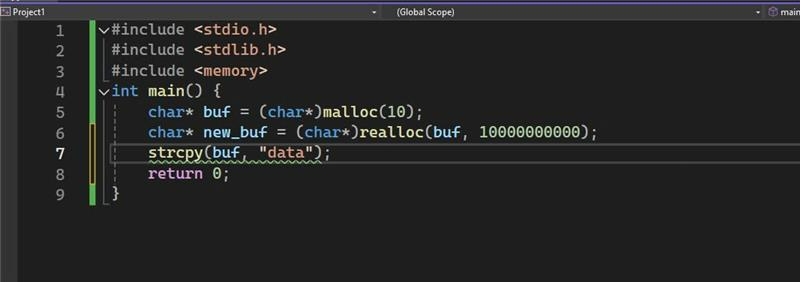 Project1 (Global Scope) main
1 #include <stdio.h>
2 #include <stdlib.h>
3 #include <memory>
4 int main() {
5 char* buf = (char*)malloc(10);
6 char* new_buf = (char*)realloc(buf, 10000000000);
7 strcpy(buf, "data");
8 return 0;
9 }